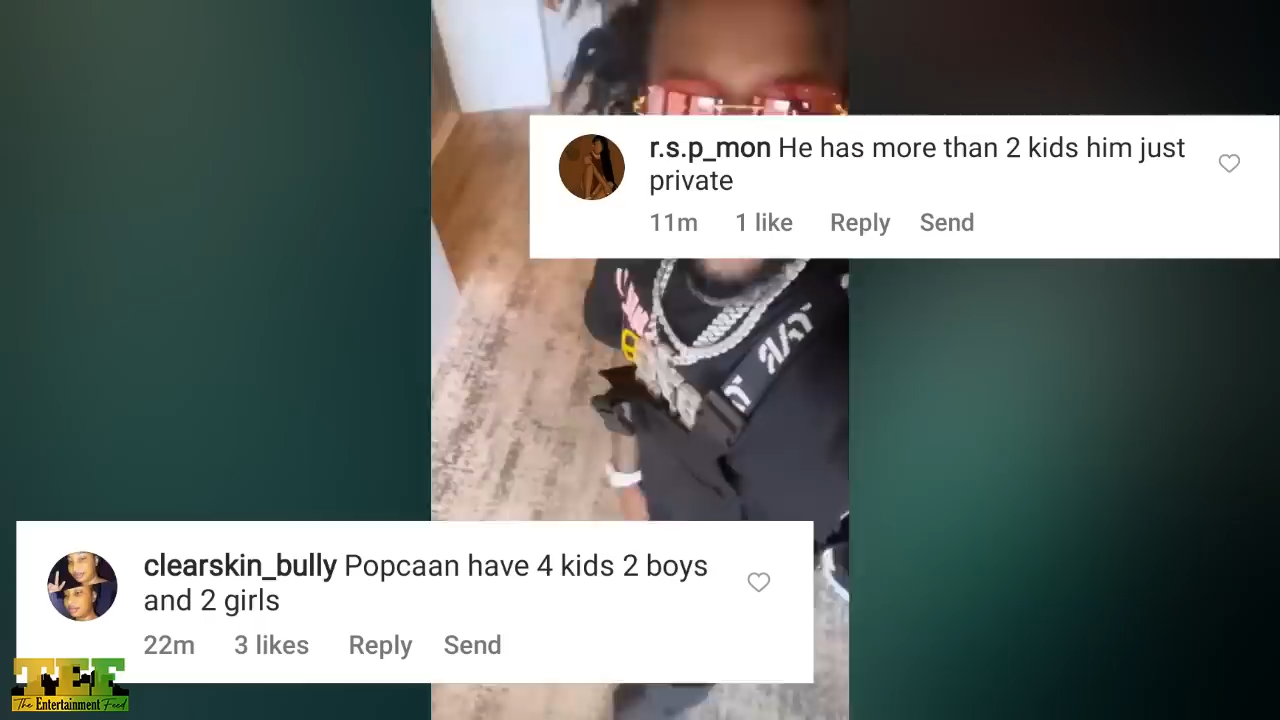 r.s.p_mon He has more than 2 kids him just
private
11m 1 like Reply Send
clearskin_bully Popcaan have 4 kids 2 boys
and 2 girls
22m 3 likes Reply Send
TEF
The Entertainment Feed